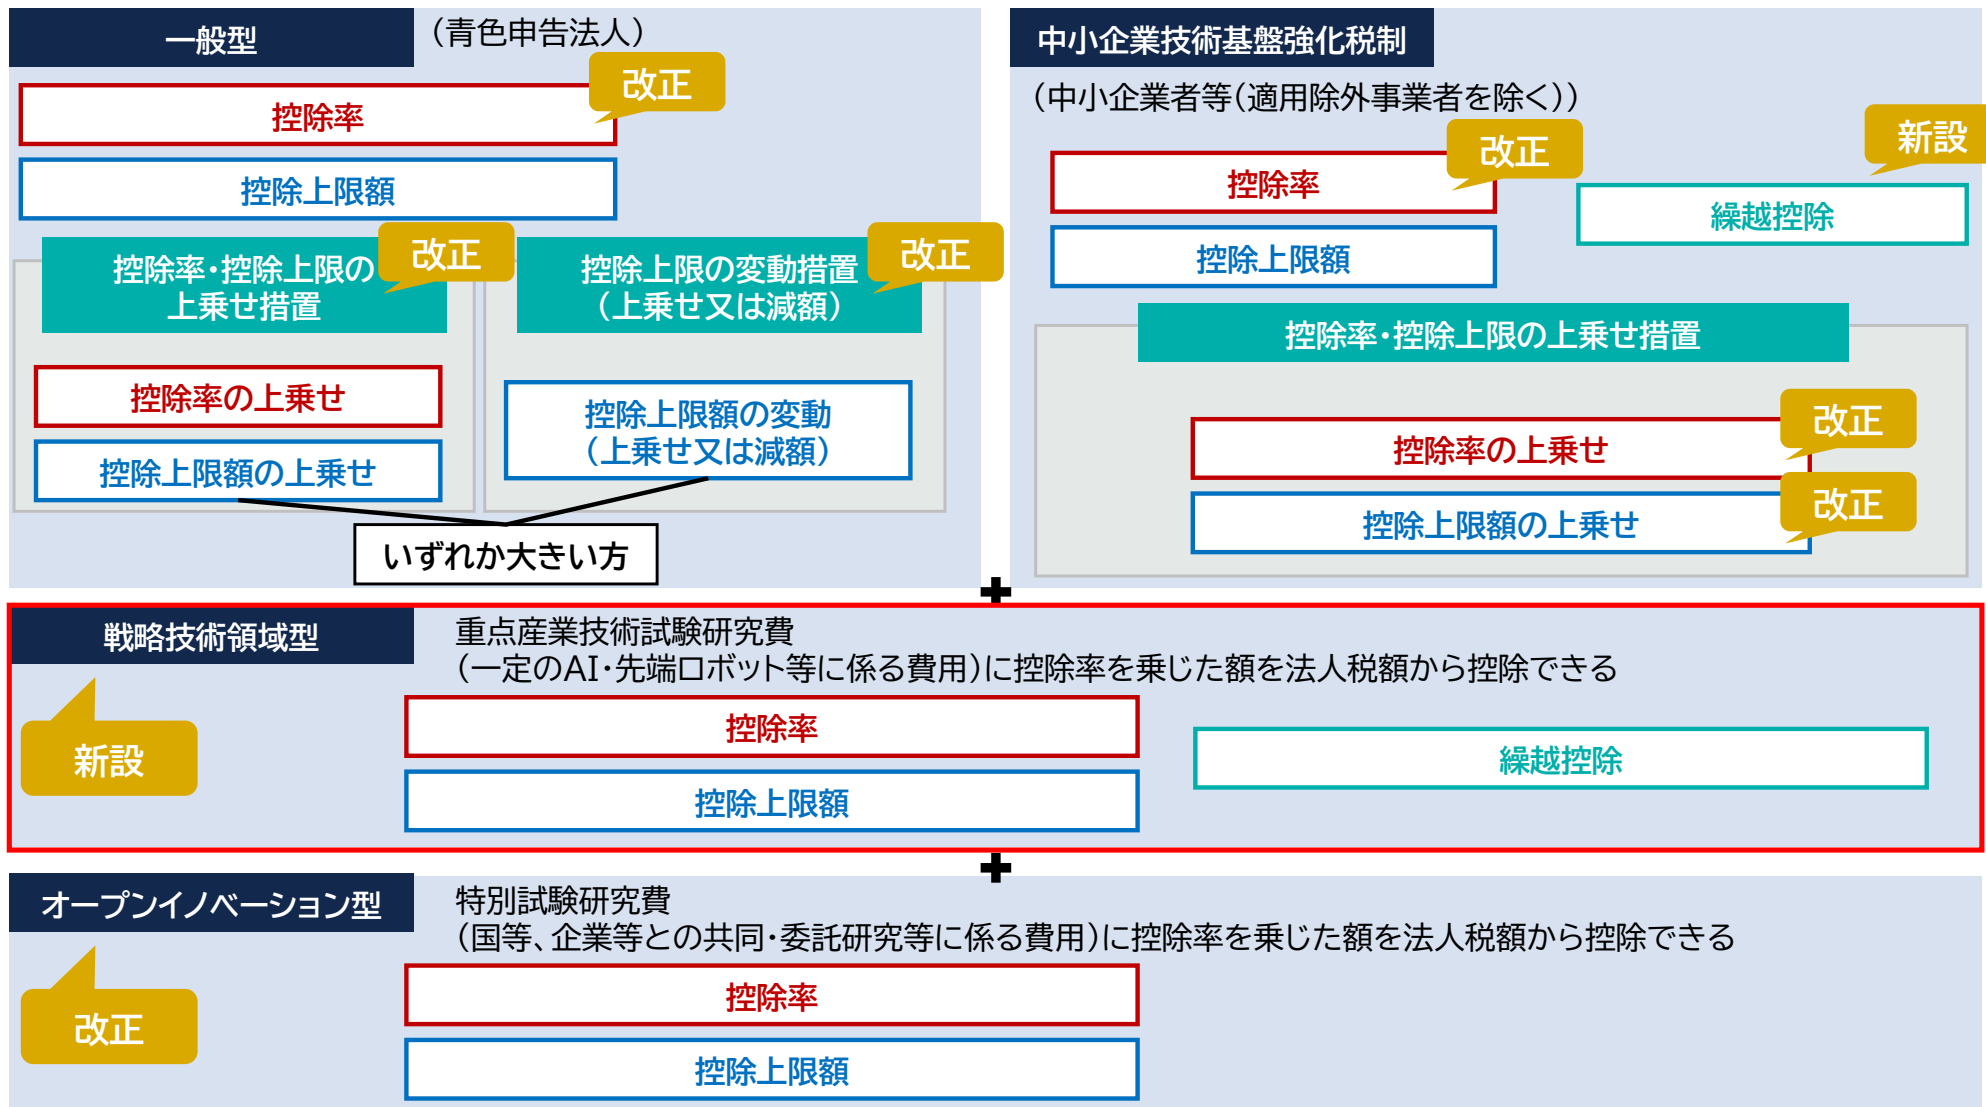 一般型
（青色申告法人）
改正
控除率
控除上限額
控除率・控除上限の
上乗せ措置
改正
控除率の上乗せ
控除上限額の上乗せ
控除上限の変動措置
（上乗せ又は減額）
改正
控除上限額の変動
（上乗せ又は減額）
いずれか大きい方
中小企業技術基盤強化税制
（中小企業者等（適用除外事業者を除く））
改正
控除率
控除上限額
新設
繰越控除
控除率・控除上限の上乗せ措置
改正
控除率の上乗せ
改正
控除上限額の上乗せ
戦略技術領域型
新設
重点産業技術試験研究費
（一定のAI・先端ロボット等に係る費用）に控除率を乗じた額を法人税額から控除できる
控除率
控除上限額
繰越控除
オープンイノベーション型
改正
特別試験研究費
（国等、企業等との共同・委託研究等に係る費用）に控除率を乗じた額を法人税額から控除できる
控除率
控除上限額